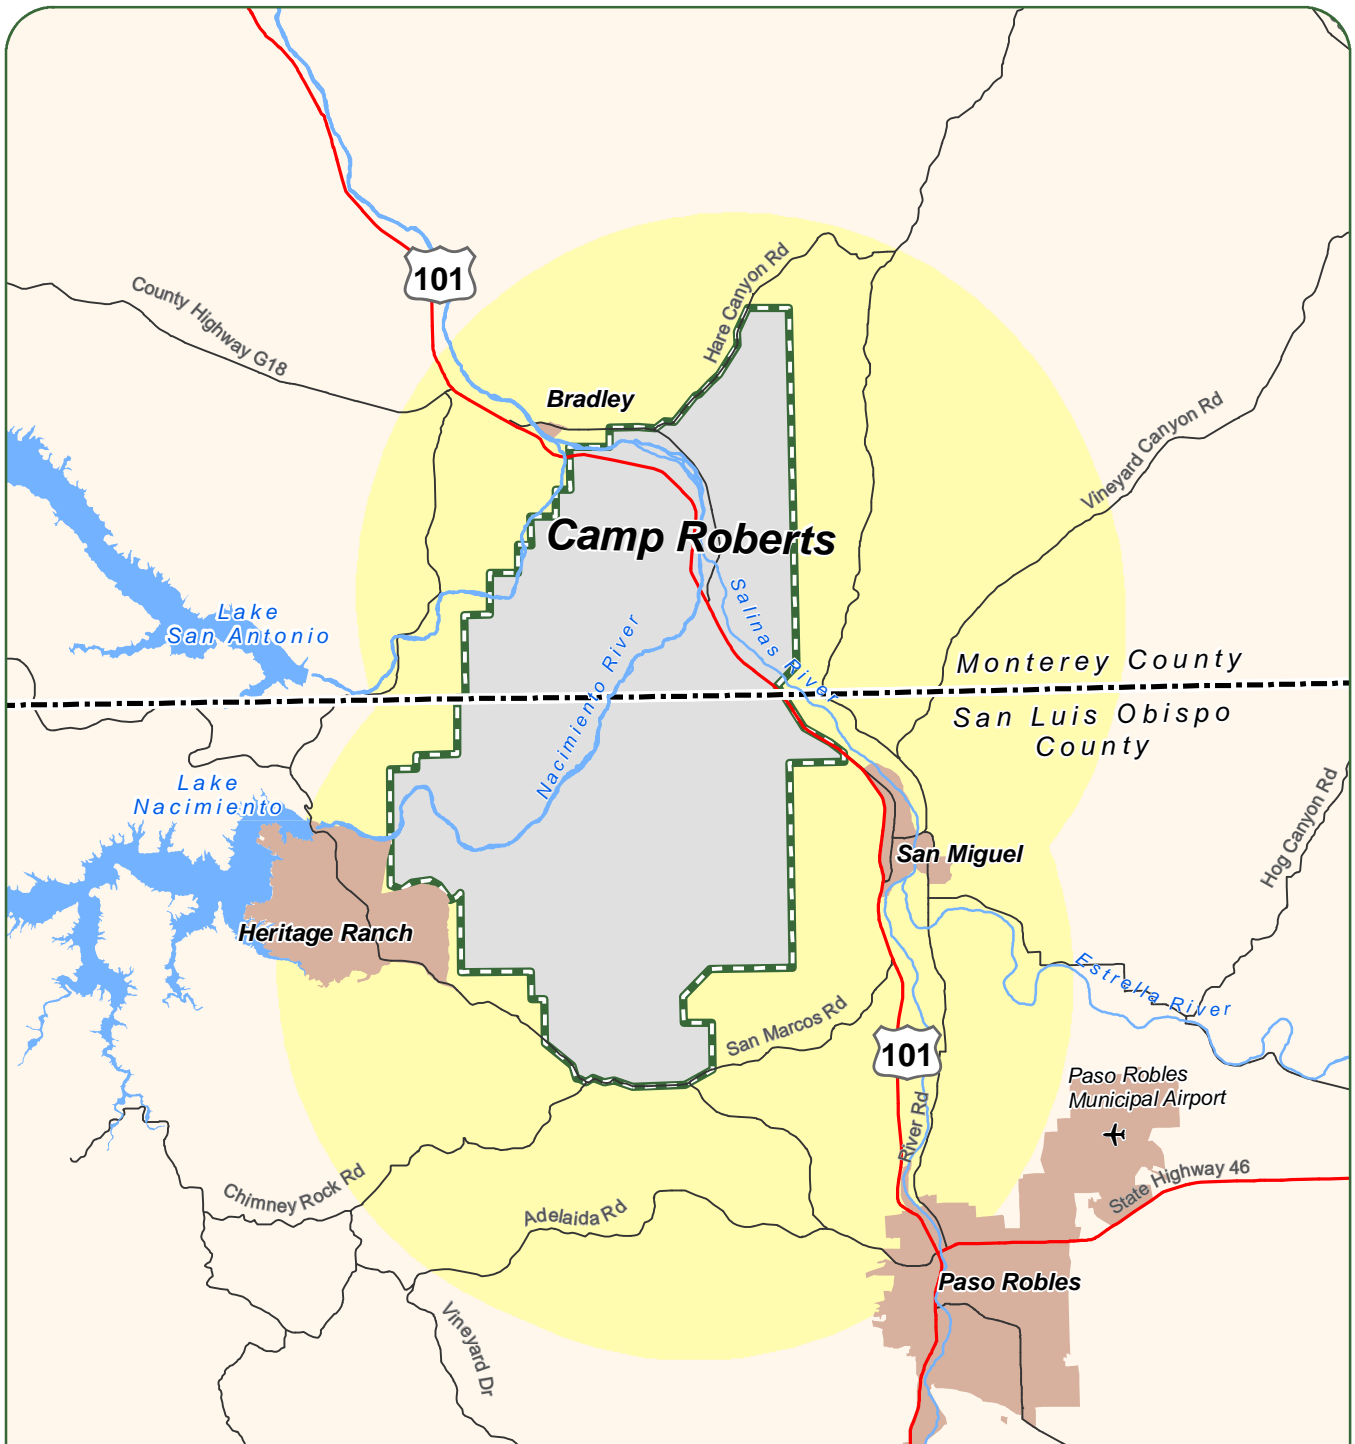 101
County Highway G18
Hare Canyon Rd
Bradley
Vineyard Canyon Rd
Camp Roberts
Lake
San Antonio
Salinas River
Nacimiento River
Monterey County
San Luis Obispo
County
Lake
Nacimiento
Hog Canyon Rd
San Miguel
Heritage Ranch
Estrella River
San Marcos Rd
101
Paso Robles
Municipal Airport
River Rd
State Highway 46
Chimney Rock Rd
Adelaida Rd
Paso Robles
Vineyard Dr